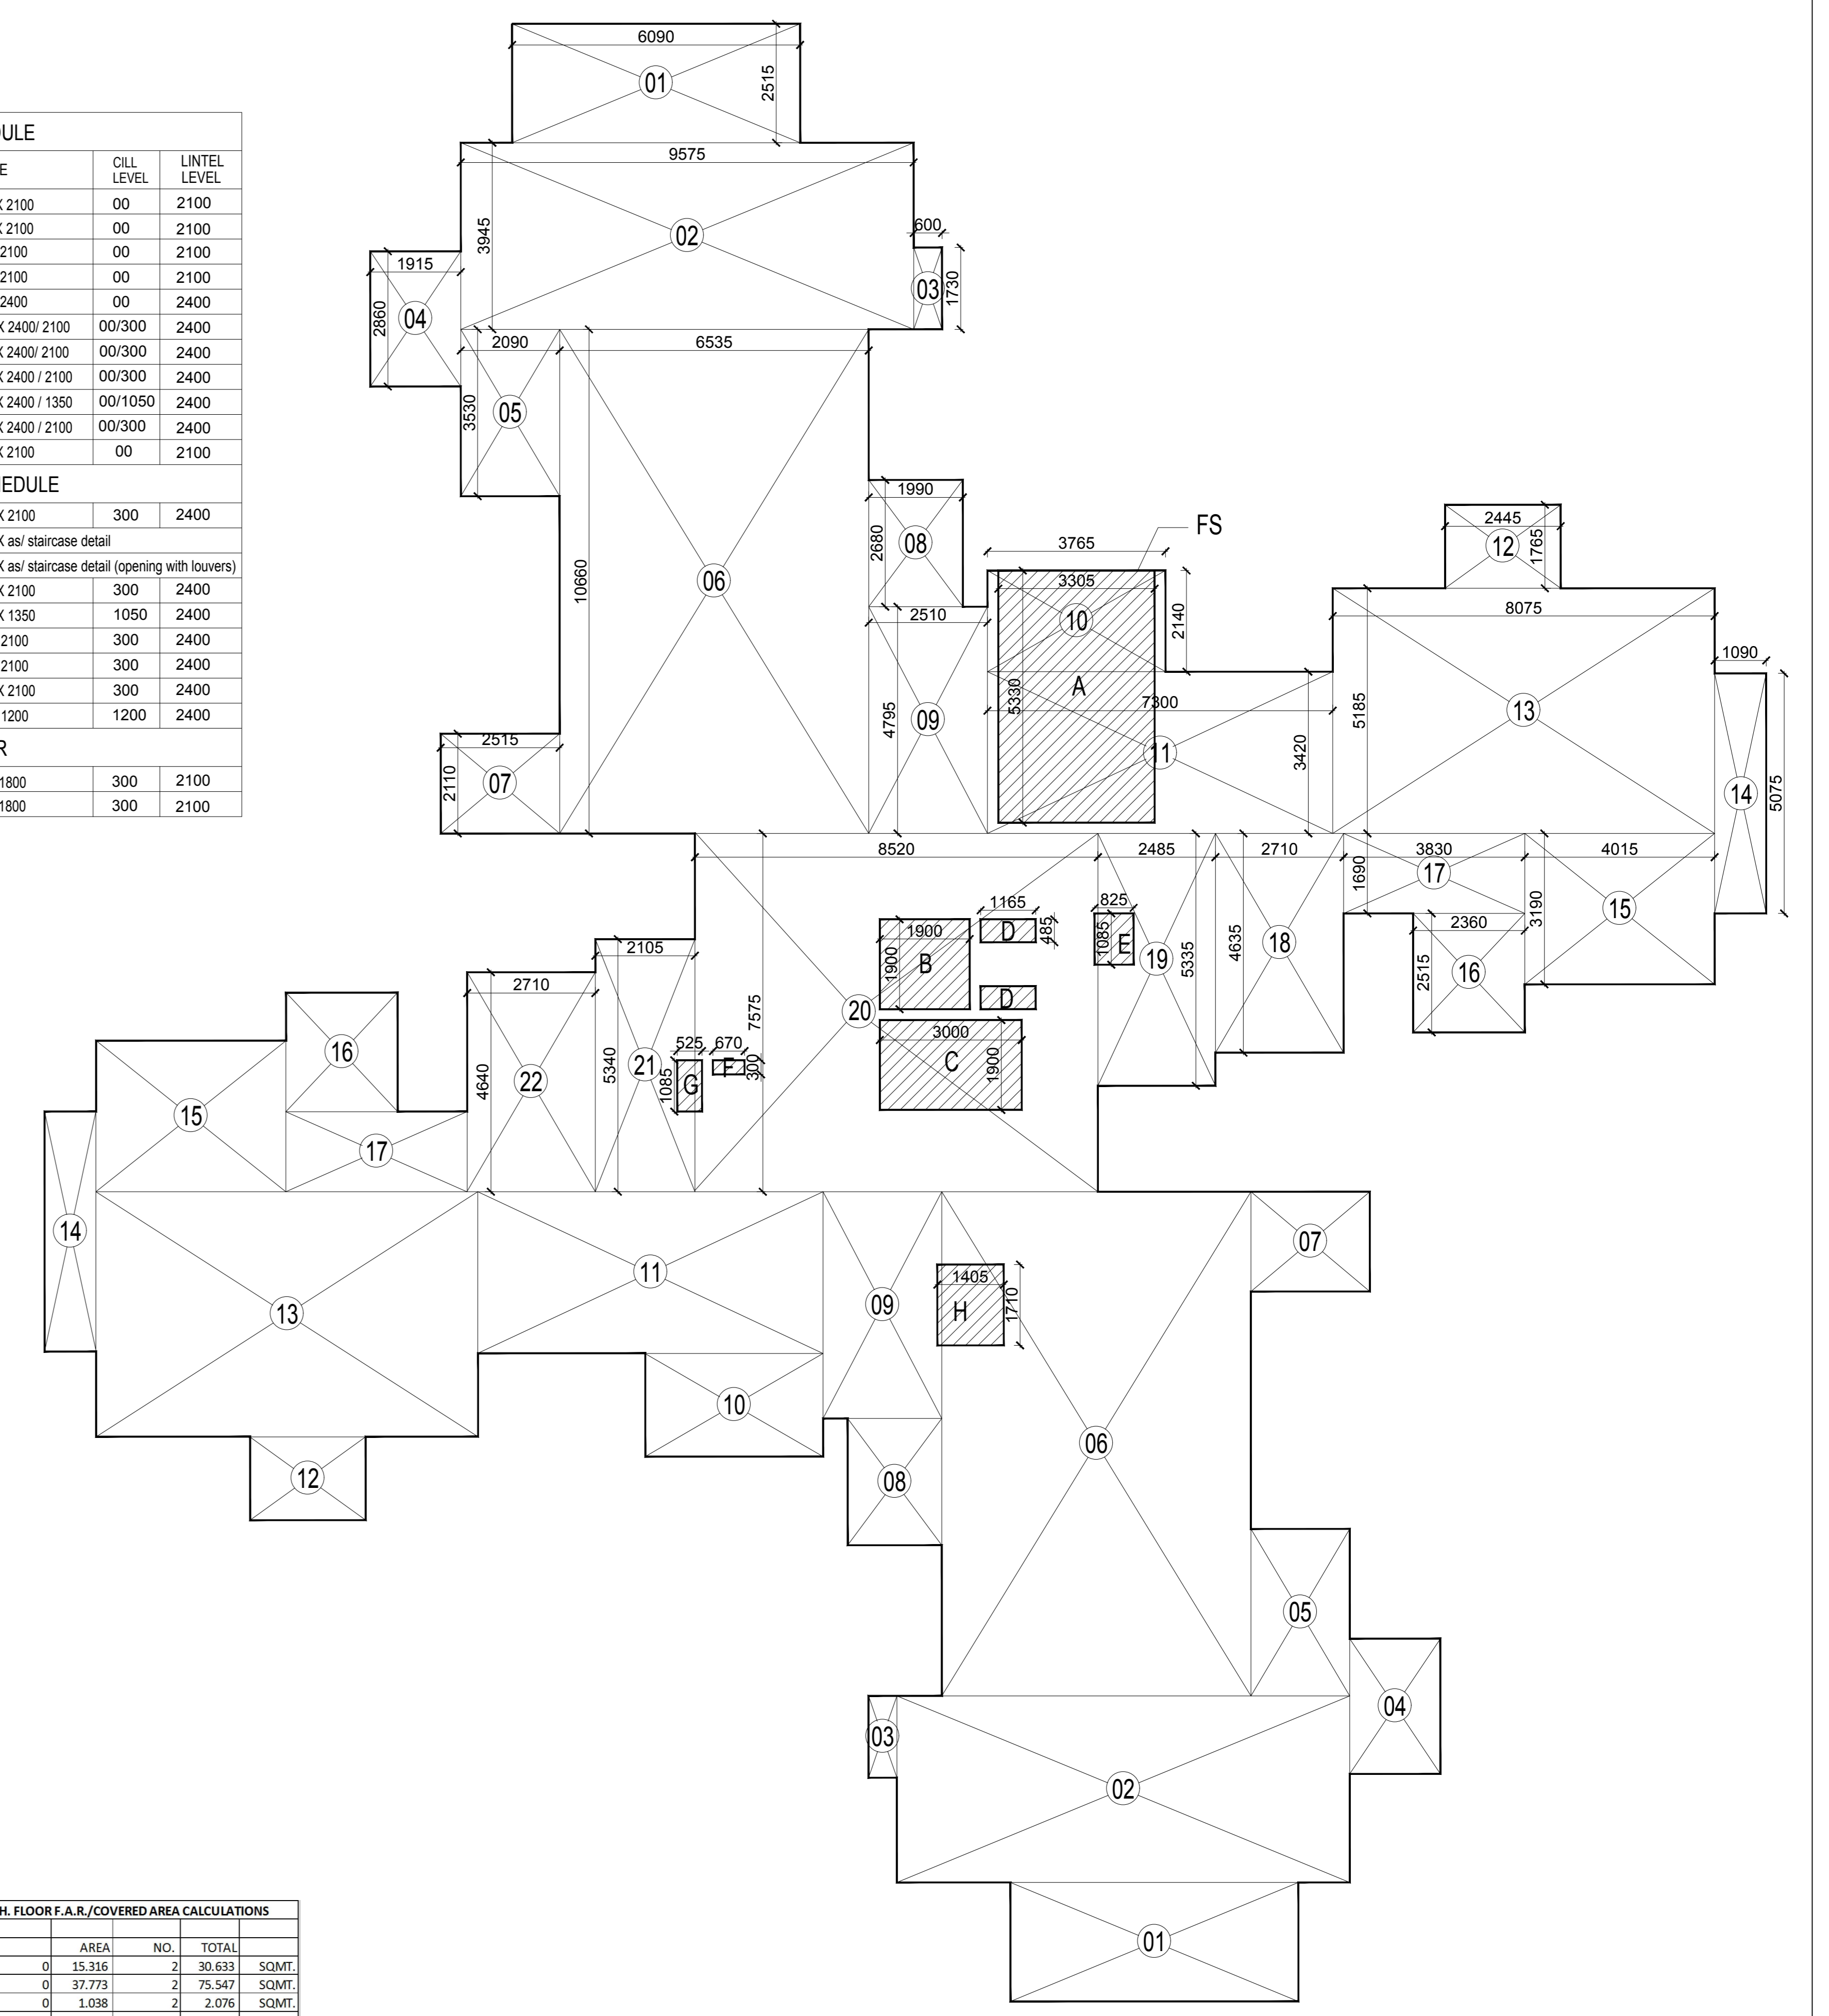 DULE
E CILL LEVEL LINTEL LEVEL
X 2100 00 2100
X 2100 00 2100
2100 00 2100
2100 00 2100
2400 00 2400
X 2400/ 2100 00/300 2400
X 2400/ 2100 00/300 2400
X 2400 / 2100 00/300 2400
X 2400 / 1350 00/1050 2400
X 2400 / 2100 00/300 2400
X 2100 00 2100
HEDULE
X 2100 300 2400
X as/ staircase detail
X as/ staircase detail (opening with louvers)
X 2100 300 2400
X 1350 1050 2400
2100 300 2400
2100 300 2400
X 2100 300 2400
1200 1200 2400
R
1800 300 2100
1800 300 2100
6090
01
2515
9575
3945
02
600
03
1730
1915
2860
04
2090
6535
3530
05
10660
06
1990
2680
08
FS
3765
3305
10
2140
2445
12
1765
8075
2510
4795
09
5330
A
7300
11
3420
5185
13
1090
14
5075
2515
2110
07
8520
2485
2710
3830
4015
1690
17
3190
15
2360
2515
16
4635
18
5335
19
825
1085
E
1165
D
485
1900
1900
B
D
20
3000
C
1900
7575
2105
5340
21
525
670
F
300
1085
G
2710
4640
22
16
15
17
14
13
11
09
1405
H
1710
07
10
12
08
06
05
04
03
02
01
H. FLOOR F.A.R./COVERED AREA CALCULATIONS
AREA NO. TOTAL
0 15.316 2 30.633 SQMT.
0 37.773 2 75.547 SQMT.
0 1.038 2 2.076 SQMT.